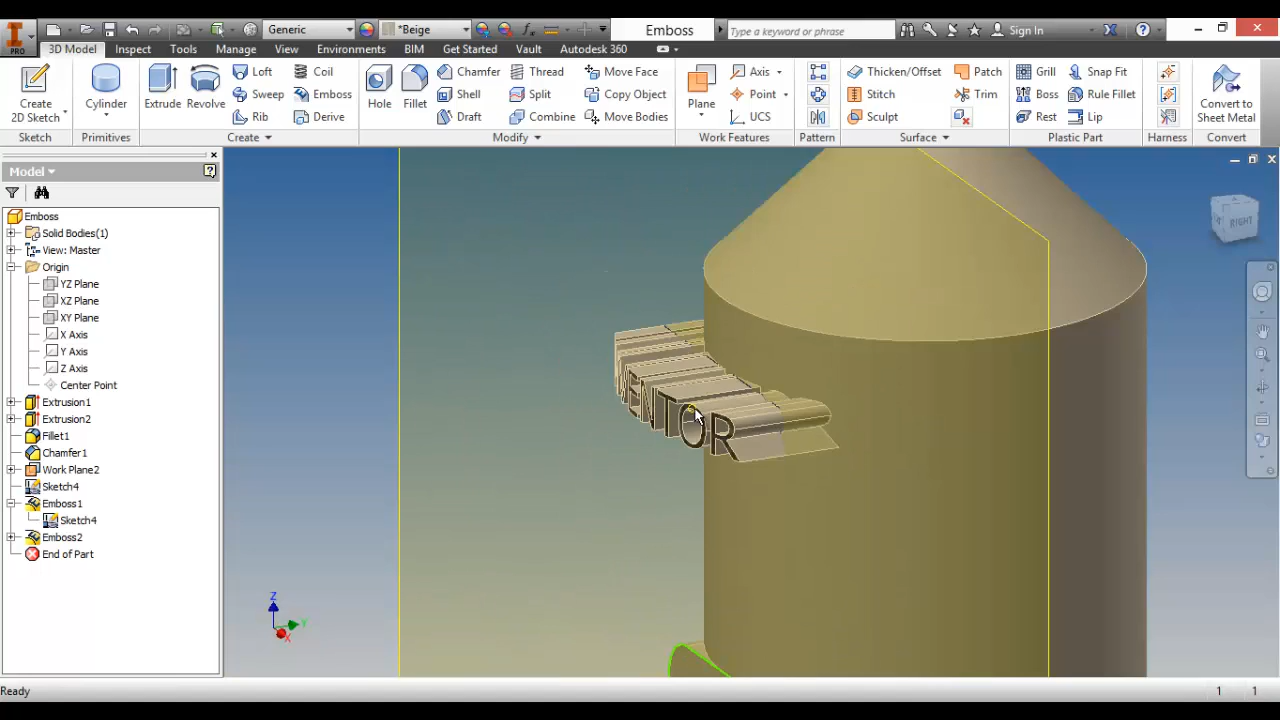 PRO
Generic
*Beige
Emboss
Type a keyword or phrase
Sign In
3D Model
Inspect
Tools
Manage
View
Environments
BIM
Get Started
Vault
Autodesk 360
Create
2D Sketch
Cylinder
Extrude
Revolve
Loft
Sweep
Rib
Coil
Emboss
Derive
Hole
Fillet
Chamfer
Shell
Draft
Thread
Split
Combine
Move Face
Copy Object
Move Bodies
Plane
Axis
Point
UCS
Thicken/Offset
Stitch
Sculpt
Patch
Trim
Grill
Boss
Rest
Snap Fit
Rule Fillet
Lip
Convert to
Sheet Metal
Sketch
Primitives
Create
Modify
Work Features
Pattern
Surface
Plastic Part
Harness
Convert
Model
Emboss
Solid Bodies(1)
View: Master
Origin
YZ Plane
XZ Plane
XY Plane
X Axis
Y Axis
Z Axis
Center Point
Extrusion1
Extrusion2
Fillet1
Chamfer1
Work Plane2
Sketch4
Emboss1
Sketch4
Emboss2
End of Part
RIGHT
ENTOR
Z
Y
X
Ready
1
1